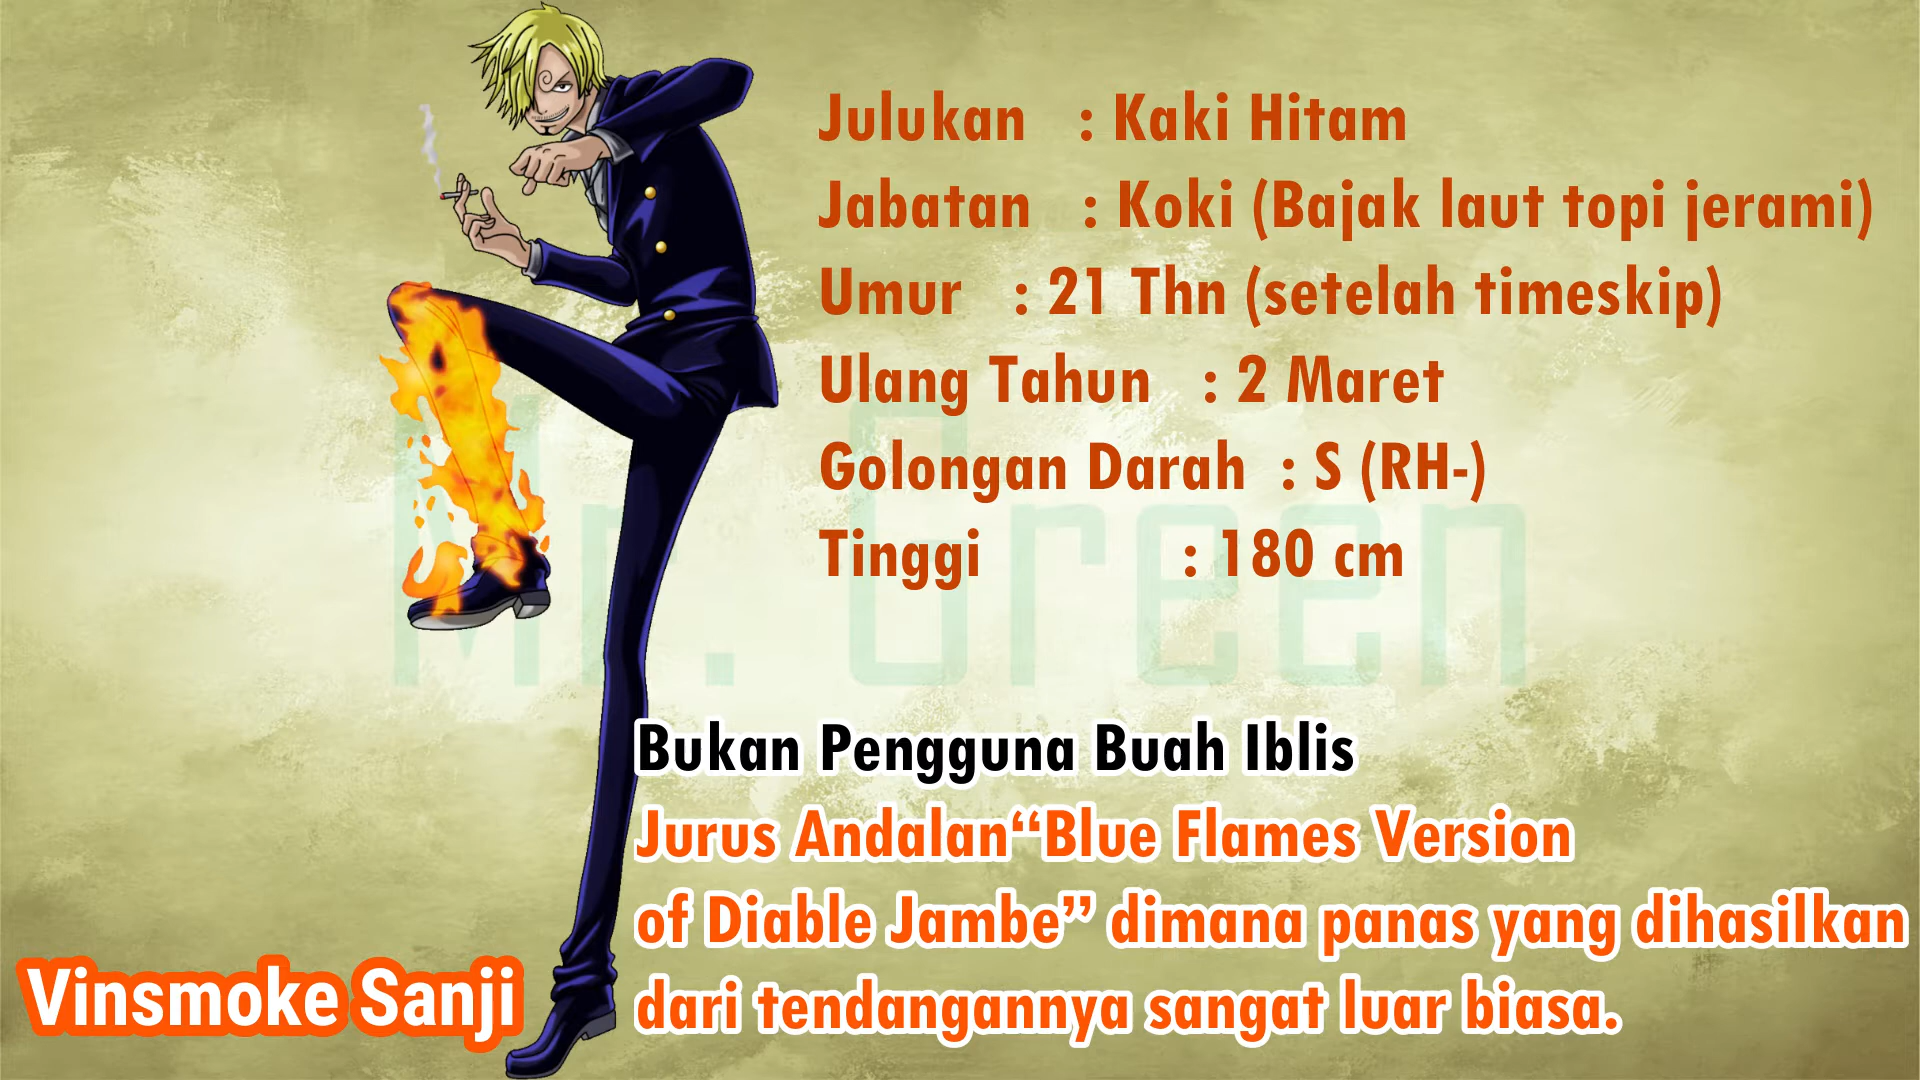 Julukan : Kaki Hitam
Jabatan : Koki (Bajak laut topi jerami)
Umur : 21 Thn (setelah timeskip)
Ulang Tahun : 2 Maret
Golongan Darah : S (RH-)
Tinggi : 180 cm
Mr. Green
Bukan Pengguna Buah Iblis
Jurus Andalan“Blue Flames Version
of Diable Jambe” dimana panas yang dihasilkan
dari tendangannya sangat luar biasa.
Vinsmoke Sanji